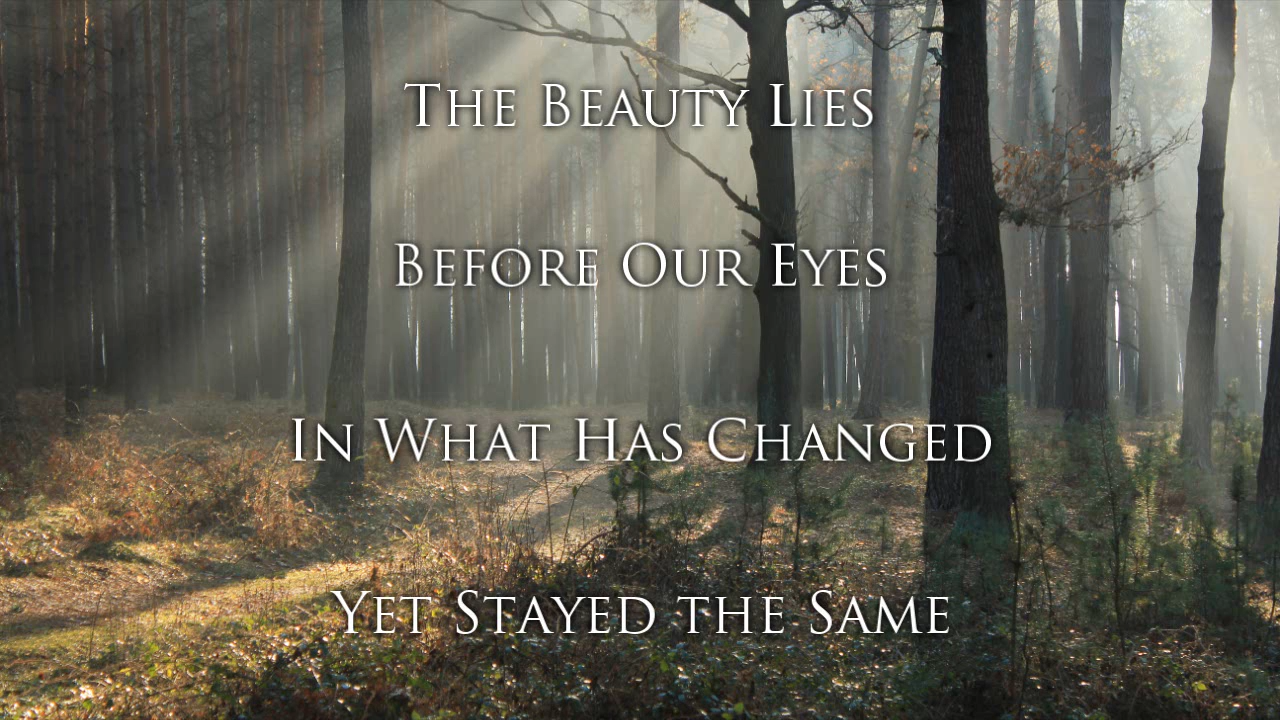 The Beauty Lies
Before Our Eyes
In What Has Changed
Yet Stayed the Same